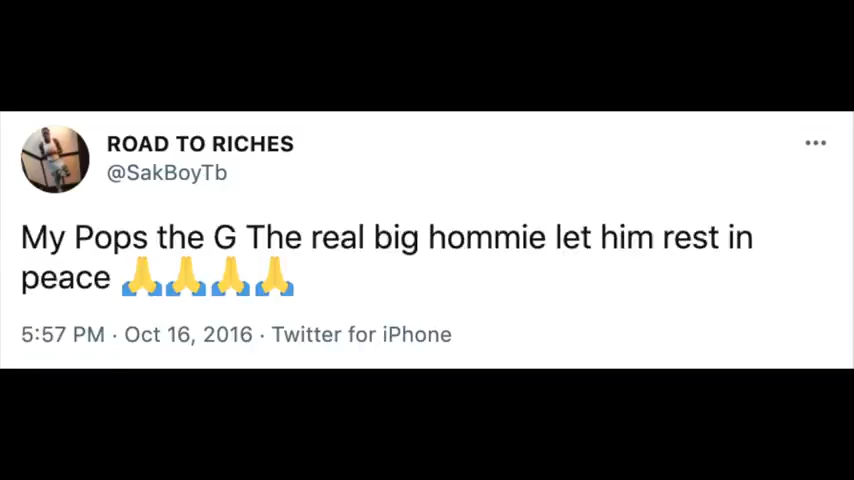 ROAD TO RICHES
@SakBoyTb
My Pops the G The real big hommie let him rest in
peace 🙏🙏🙏🙏
5:57 PM · Oct 16, 2016 · Twitter for iPhone